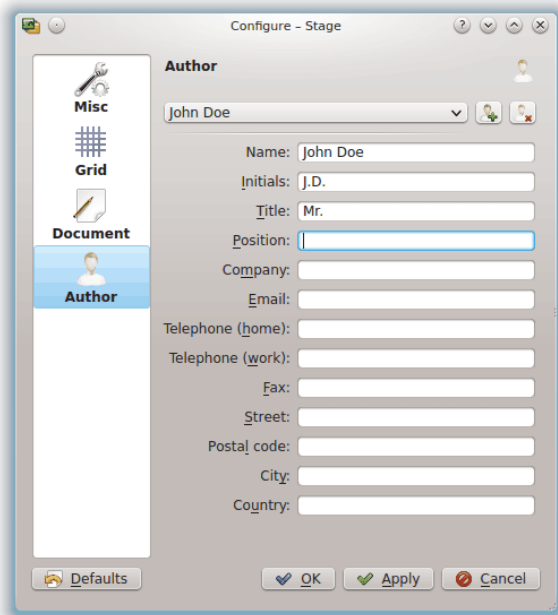 Configure – Stage
Misc
Grid
Document
Author
Author
John Doe
Name: John Doe
Initials: J.D.
Title: Mr.
Position:
Company:
Email:
Telephone (home):
Telephone (work):
Fax:
Street:
Postal code:
City:
Country:
Defaults
OK
Apply
Cancel